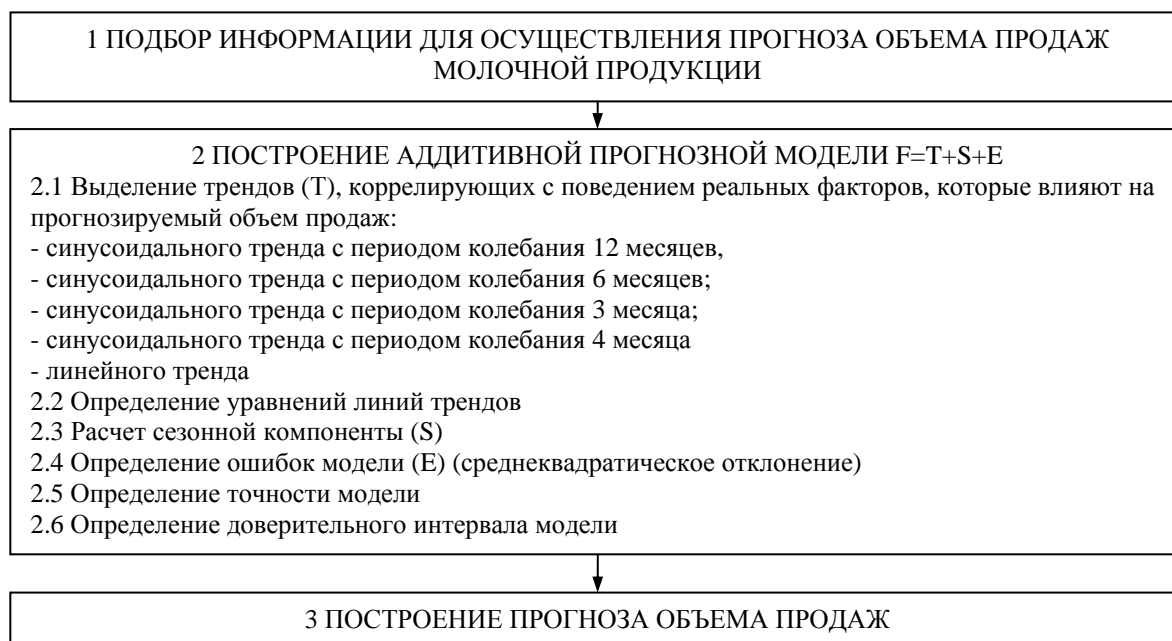 1 ПОДБОР ИНФОРМАЦИИ ДЛЯ ОСУЩЕСТВЛЕНИЯ ПРОГНОЗА ОБЪЕМА ПРОДАЖ
МОЛОЧНОЙ ПРОДУКЦИИ
2 ПОСТРОЕНИЕ АДДИТИВНОЙ ПРОГНОЗНОЙ МОДЕЛИ F=T+S+E
2.1 Выделение трендов (Т), коррелирующих с поведением реальных факторов, которые влияют на
прогнозируемый объем продаж:
- синусоидального тренда с периодом колебания 12 месяцев,
- синусоидального тренда с периодом колебания 6 месяцев;
- синусоидального тренда с периодом колебания 3 месяца;
- синусоидального тренда с периодом колебания 4 месяца
- линейного тренда
2.2 Определение уравнений линий трендов
2.3 Расчет сезонной компоненты (S)
2.4 Определение ошибок модели (Е) (среднеквадратическое отклонение)
2.5 Определение точности модели
2.6 Определение доверительного интервала модели
3 ПОСТРОЕНИЕ ПРОГНОЗА ОБЪЕМА ПРОДАЖ